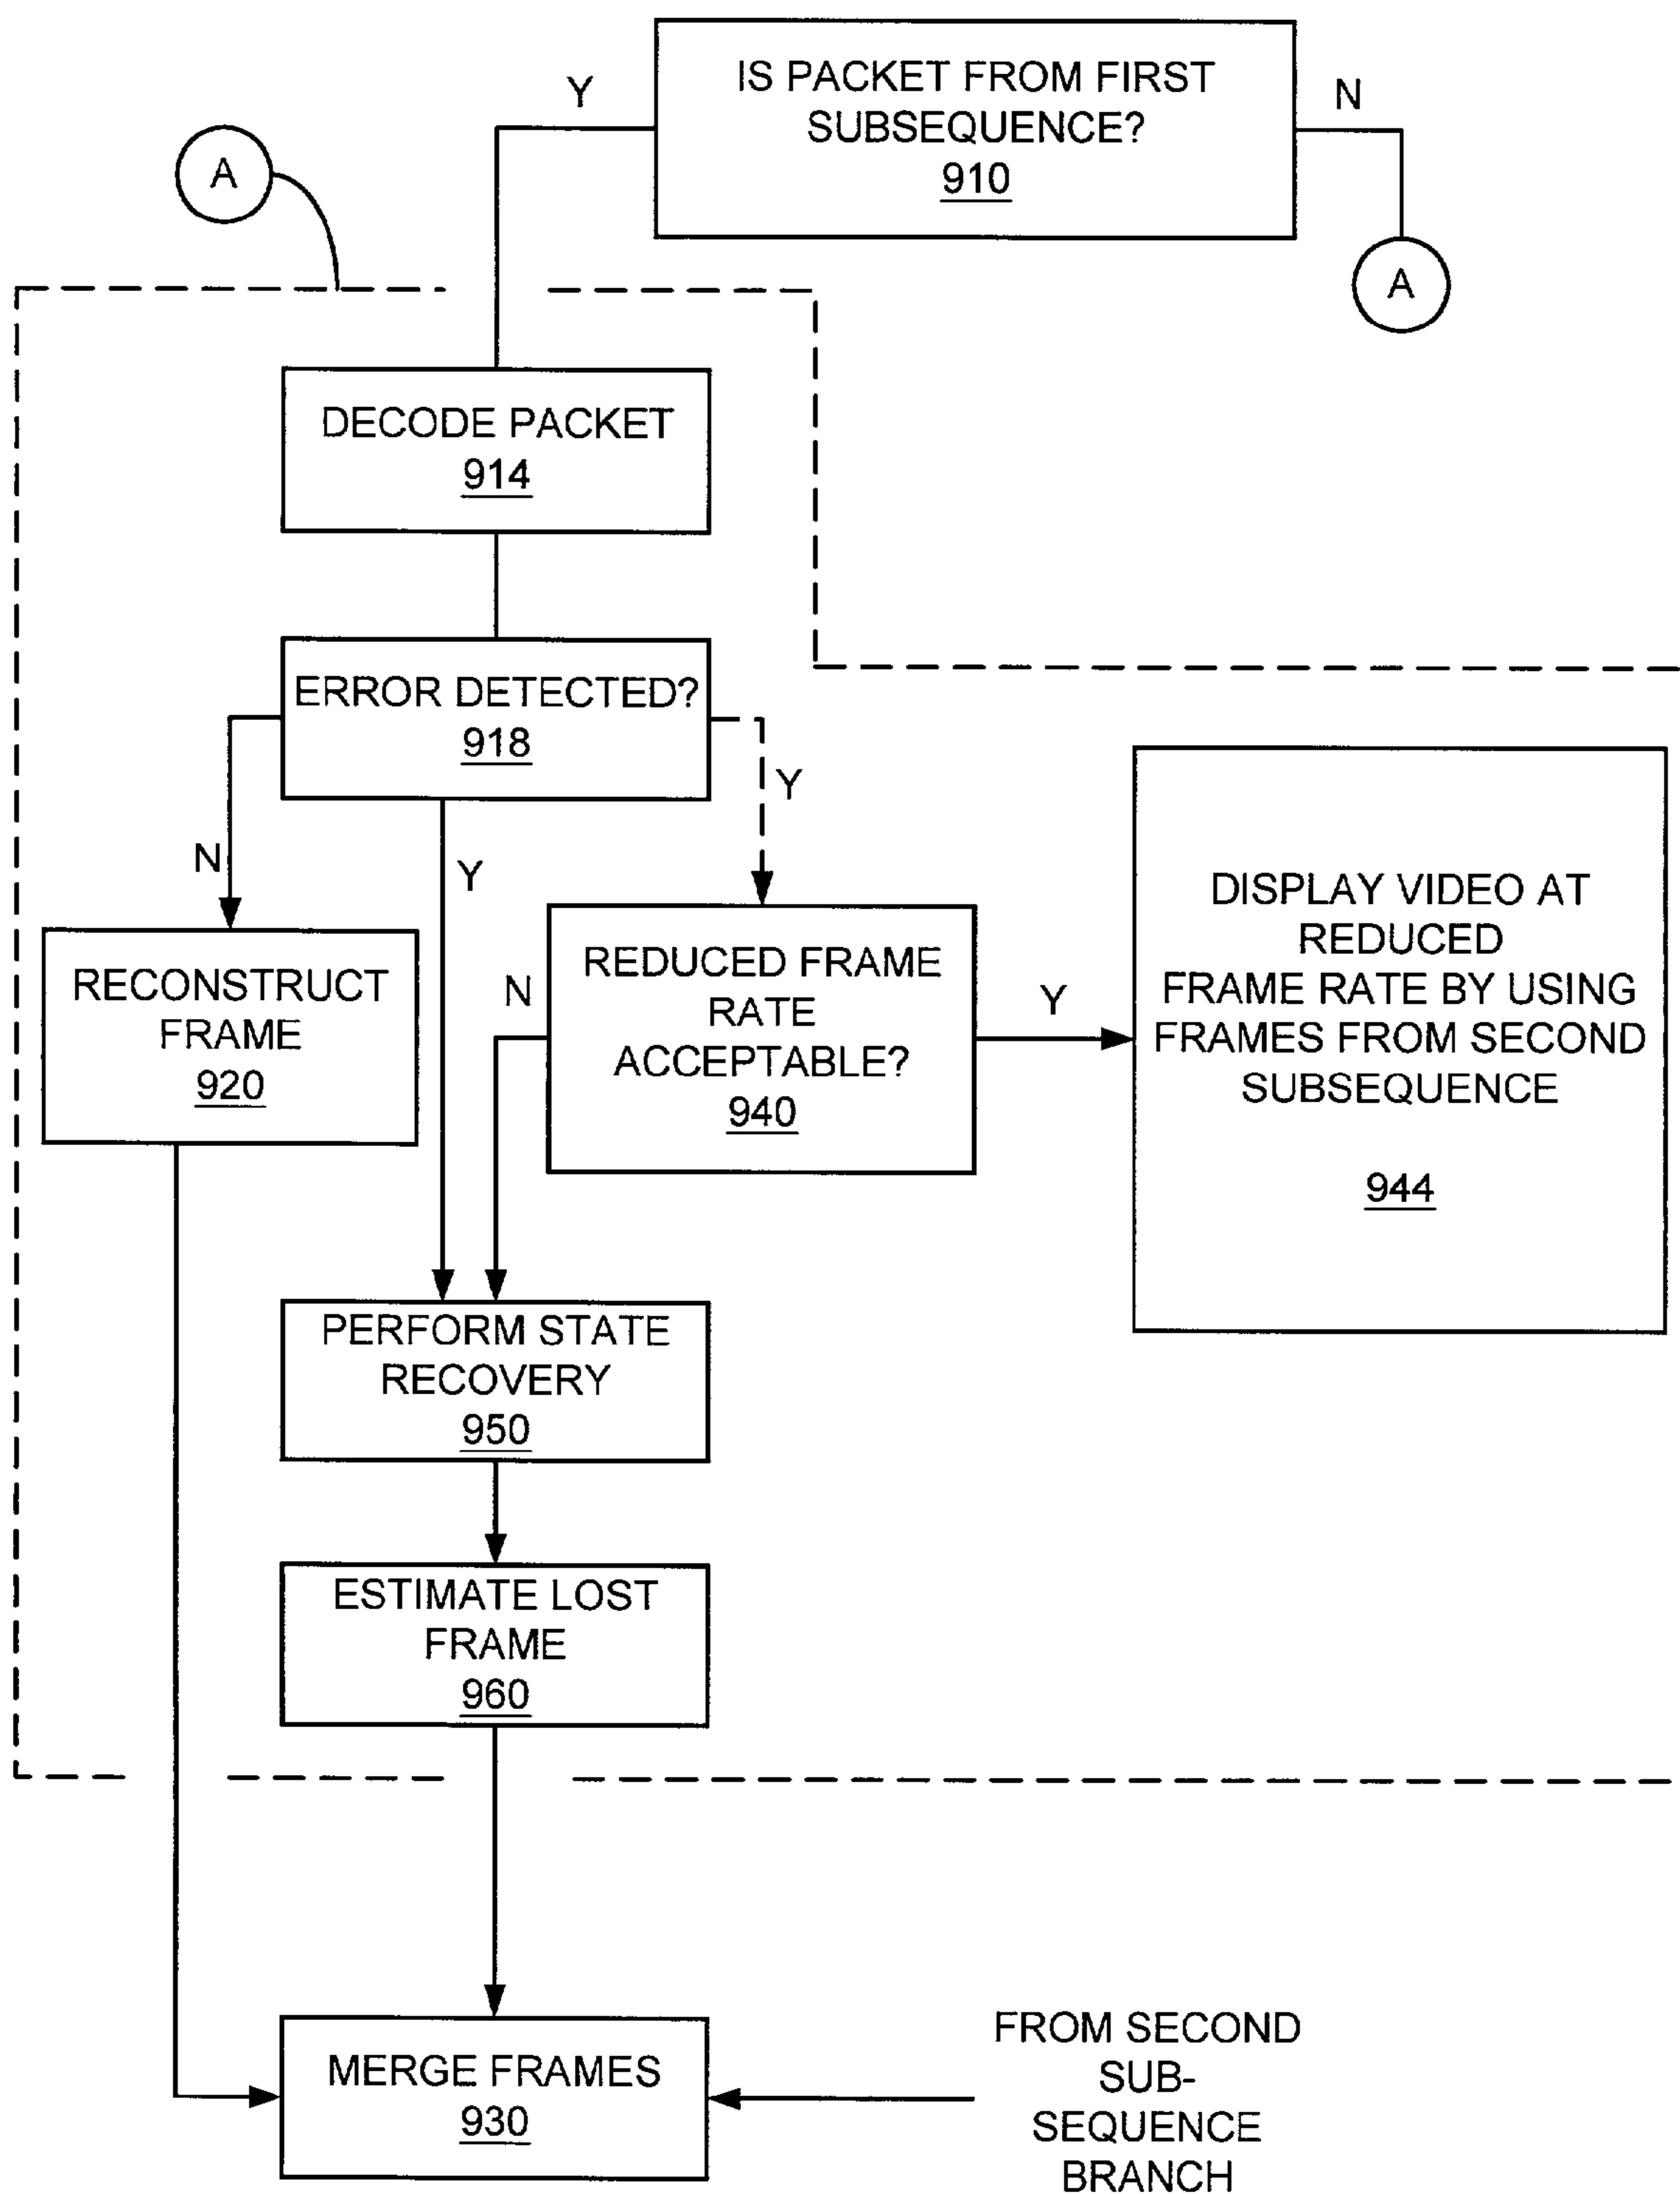 IS PACKET FROM FIRST
SUBSEQUENCE?
910
Y
N
A
A
DECODE PACKET
914
ERROR DETECTED?
918
N
Y
Y
RECONSTRUCT
FRAME
920
REDUCED FRAME
RATE
ACCEPTABLE?
940
N
Y
DISPLAY VIDEO AT
REDUCED
FRAME RATE BY USING
FRAMES FROM SECOND
SUBSEQUENCE
944
PERFORM STATE
RECOVERY
950
ESTIMATE LOST
FRAME
960
MERGE FRAMES
930
FROM SECOND
SUB-
SEQUENCE
BRANCH